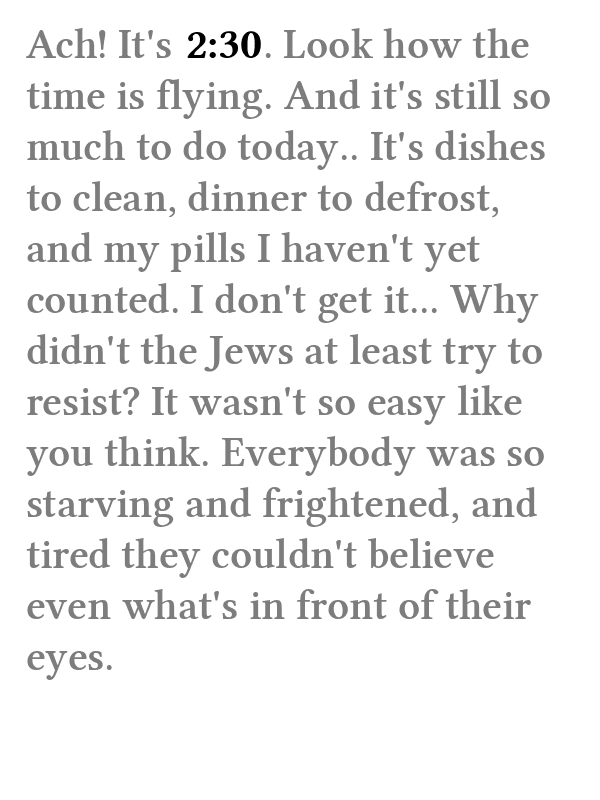 Ach! It's 2:30. Look how the
time is flying. And it's still so
much to do today.. It's dishes
to clean, dinner to defrost,
and my pills I haven't yet
counted. I don't get it... Why
didn't the Jews at least try to
resist? It wasn't so easy like
you think. Everybody was so
starving and frightened, and
tired they couldn't believe
even what's in front of their
eyes.